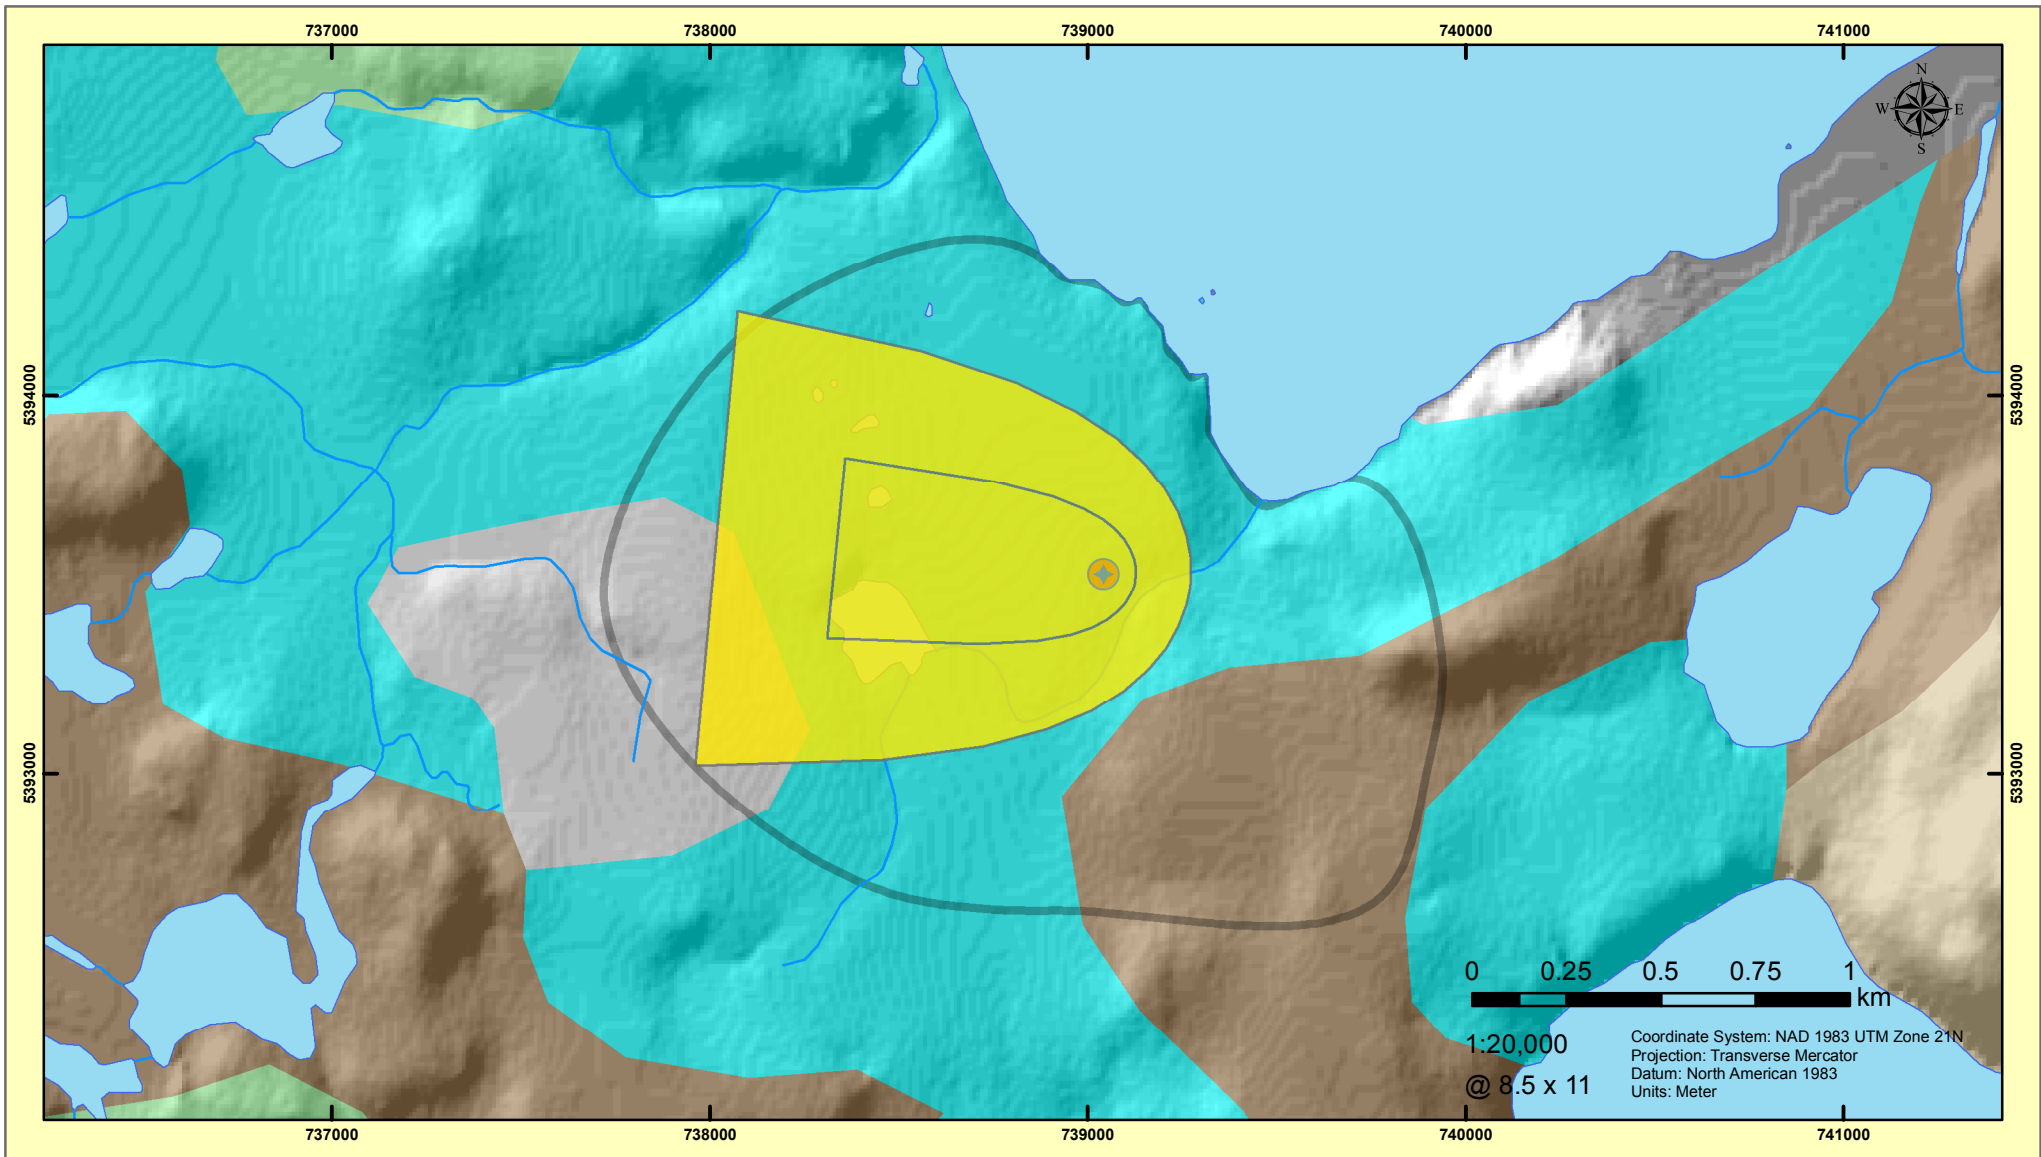 737000 738000 739000 740000 741000
N
W E
S
5394000 5394000
5393000 5393000
0 0.25 0.5 0.75 1
km
1:20,000
@ 8.5 x 11
Coordinate System: NAD 1983 UTM Zone 21N
Projection: Transverse Mercator
Datum: North American 1983
Units: Meter
737000 738000 739000 740000 741000